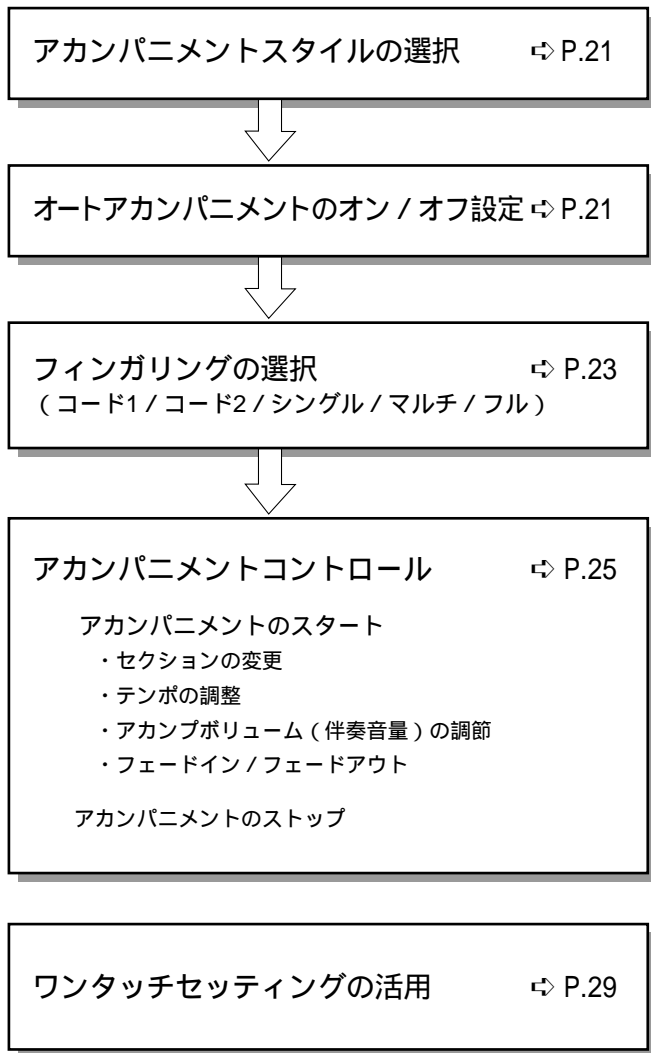 アカンパニメントスタイルの選択 ➪ P.21
オートアカンパニメントのオン / オフ設定 ➪ P.21
フィンガリングの選択 ➪ P.23
( コード1 / コード2 / シングル / マルチ / フル )
アカンパニメントコントロール ➪ P.25
アカンパニメントのスタート
・セクションの変更
・テンポの調整
・アカンプボリューム ( 伴奏音量 ) の調節
・フェードイン / フェードアウト
アカンパニメントのストップ
ワンタッチセッティングの活用 ➪ P.29